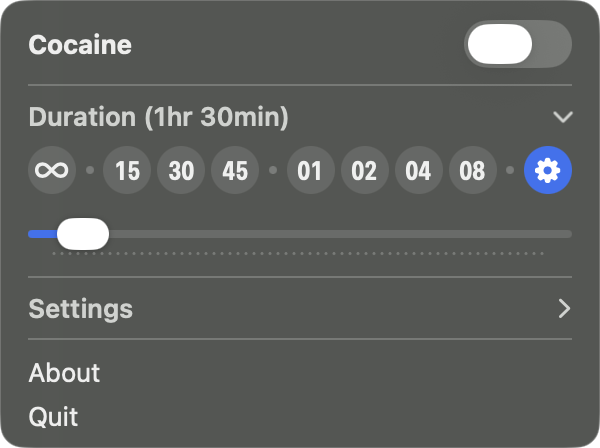 Cocaine
Duration (1hr 30min)
∞ • 15 30 45 • 01 02 04 08 •
Settings
About
Quit